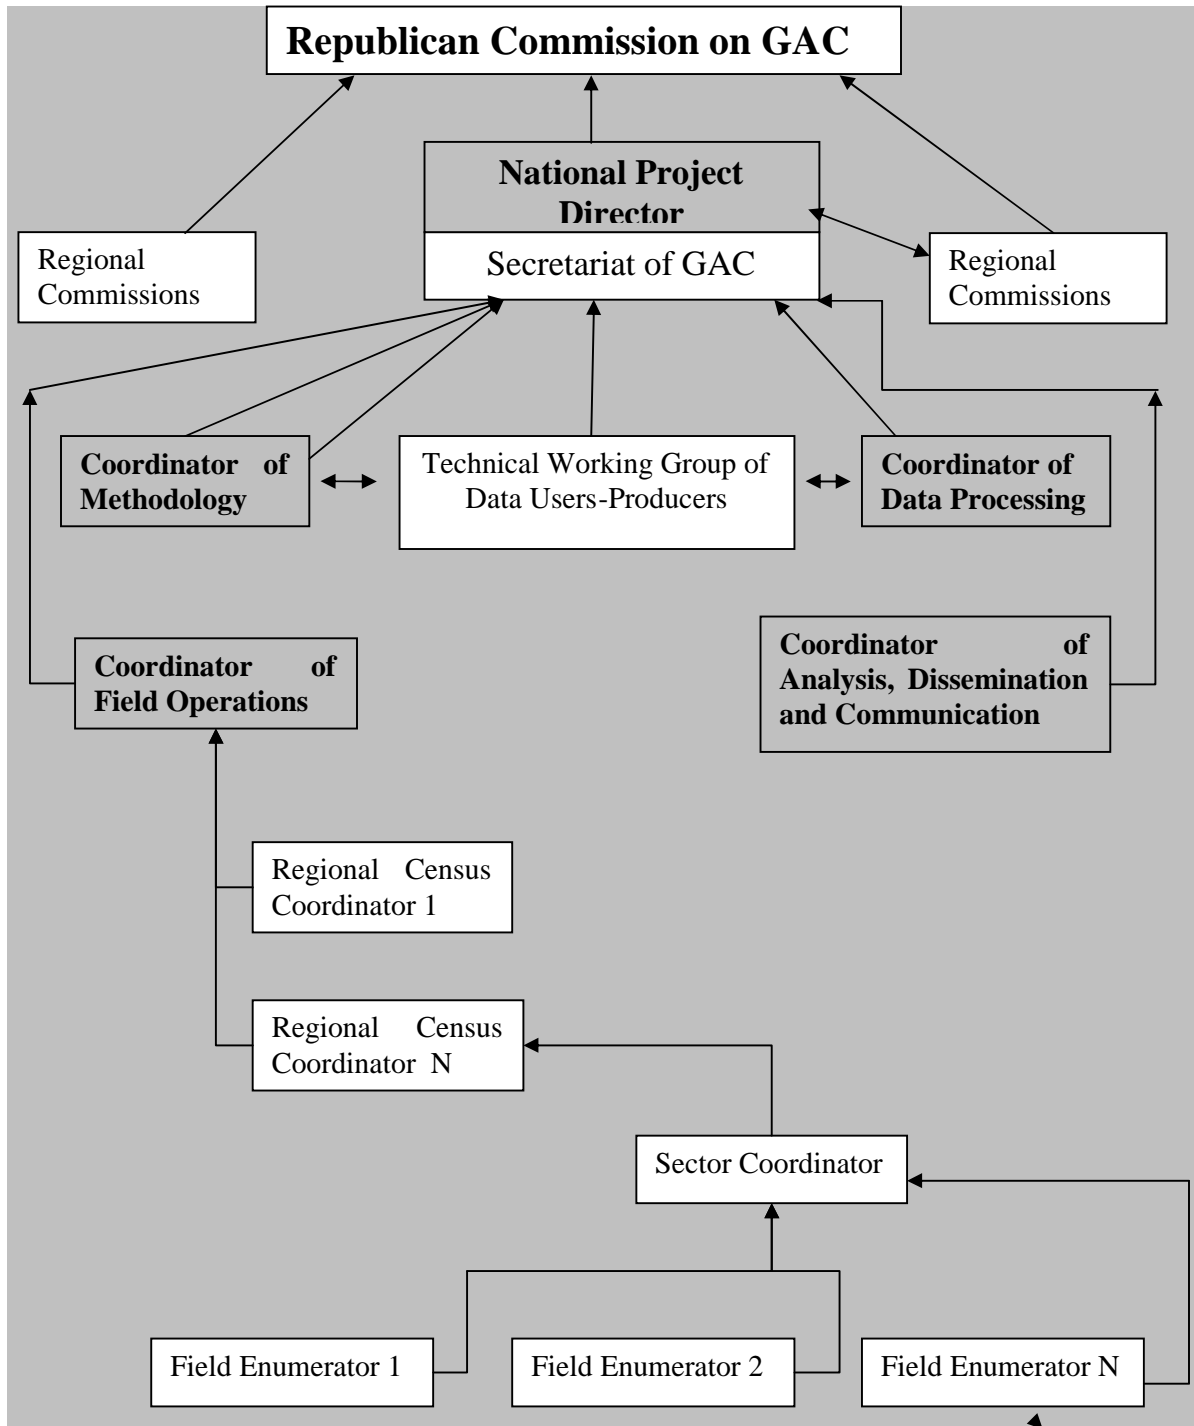 Republican Commission on GAC
National Project
Director
Secretariat of GAC
Regional
Commissions
Regional
Commissions
Coordinator of
Methodology
Technical Working Group of
Data Users-Producers
Coordinator of
Data Processing
Coordinator of
Field Operations
Coordinator of
Analysis, Dissemination
and Communication
Regional Census
Coordinator 1
Regional Census
Coordinator N
Sector Coordinator
Field Enumerator 1
Field Enumerator 2
Field Enumerator N